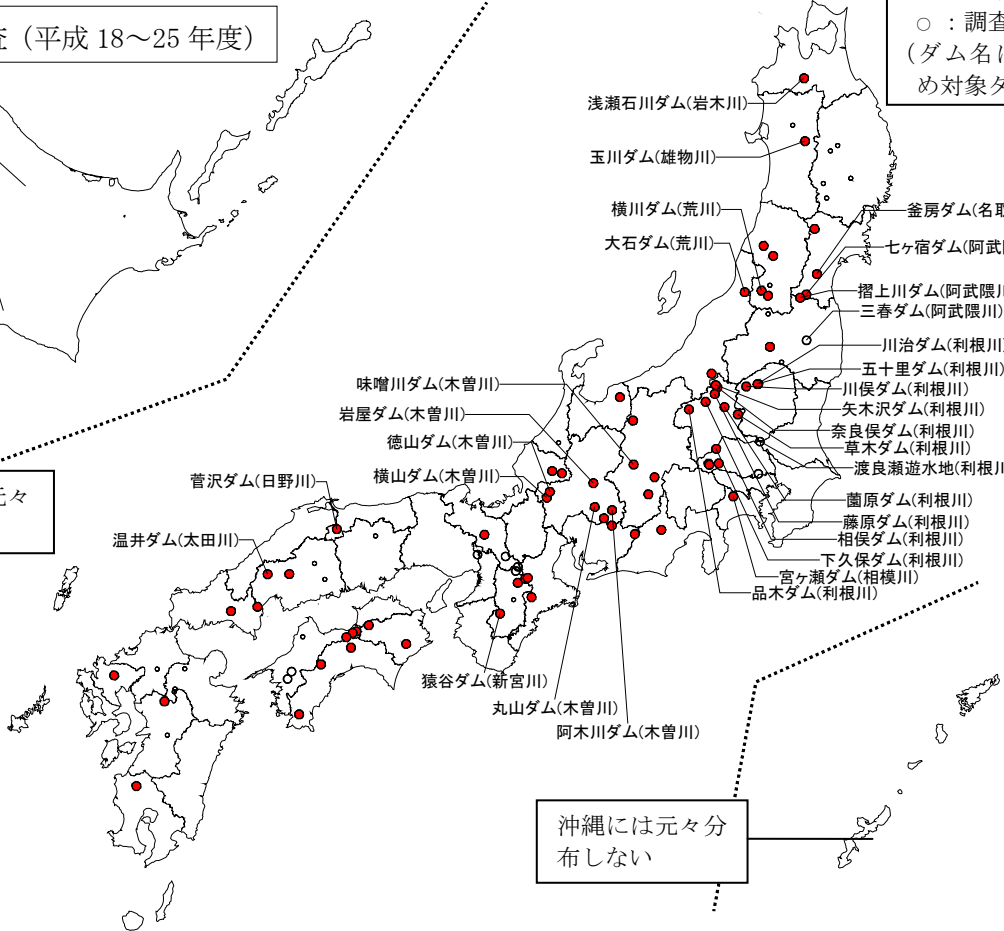 査（平成 18～25 年度）
○ ：調査
（ダム名に
め対象ダ
浅瀬石川ダム(岩木川)
玉川ダム(雄物川)
横川ダム(荒川)
大石ダム(荒川)
釜房ダム(名取
七ヶ宿ダム(阿武
摺上川ダム(阿武隈川
三春ダム(阿武隈川)
川治ダム(利根川)
五十里ダム(利根川)
川俣ダム(利根川)
矢木沢ダム(利根川)
奈良俣ダム(利根川)
草木ダム(利根川)
渡良瀬遊水地(利根川
薗原ダム(利根川)
藤原ダム(利根川)
相俣ダム(利根川)
下久保ダム(利根川)
宮ヶ瀬ダム(相模川)
品木ダム(利根川)
味噌川ダム(木曽川)
岩屋ダム(木曽川)
徳山ダム(木曽川)
横山ダム(木曽川)
菅沢ダム(日野川)
温井ダム(太田川)
元々
猿谷ダム(新宮川)
丸山ダム(木曽川)
阿木川ダム(木曽川)
沖縄には元々分
布しない